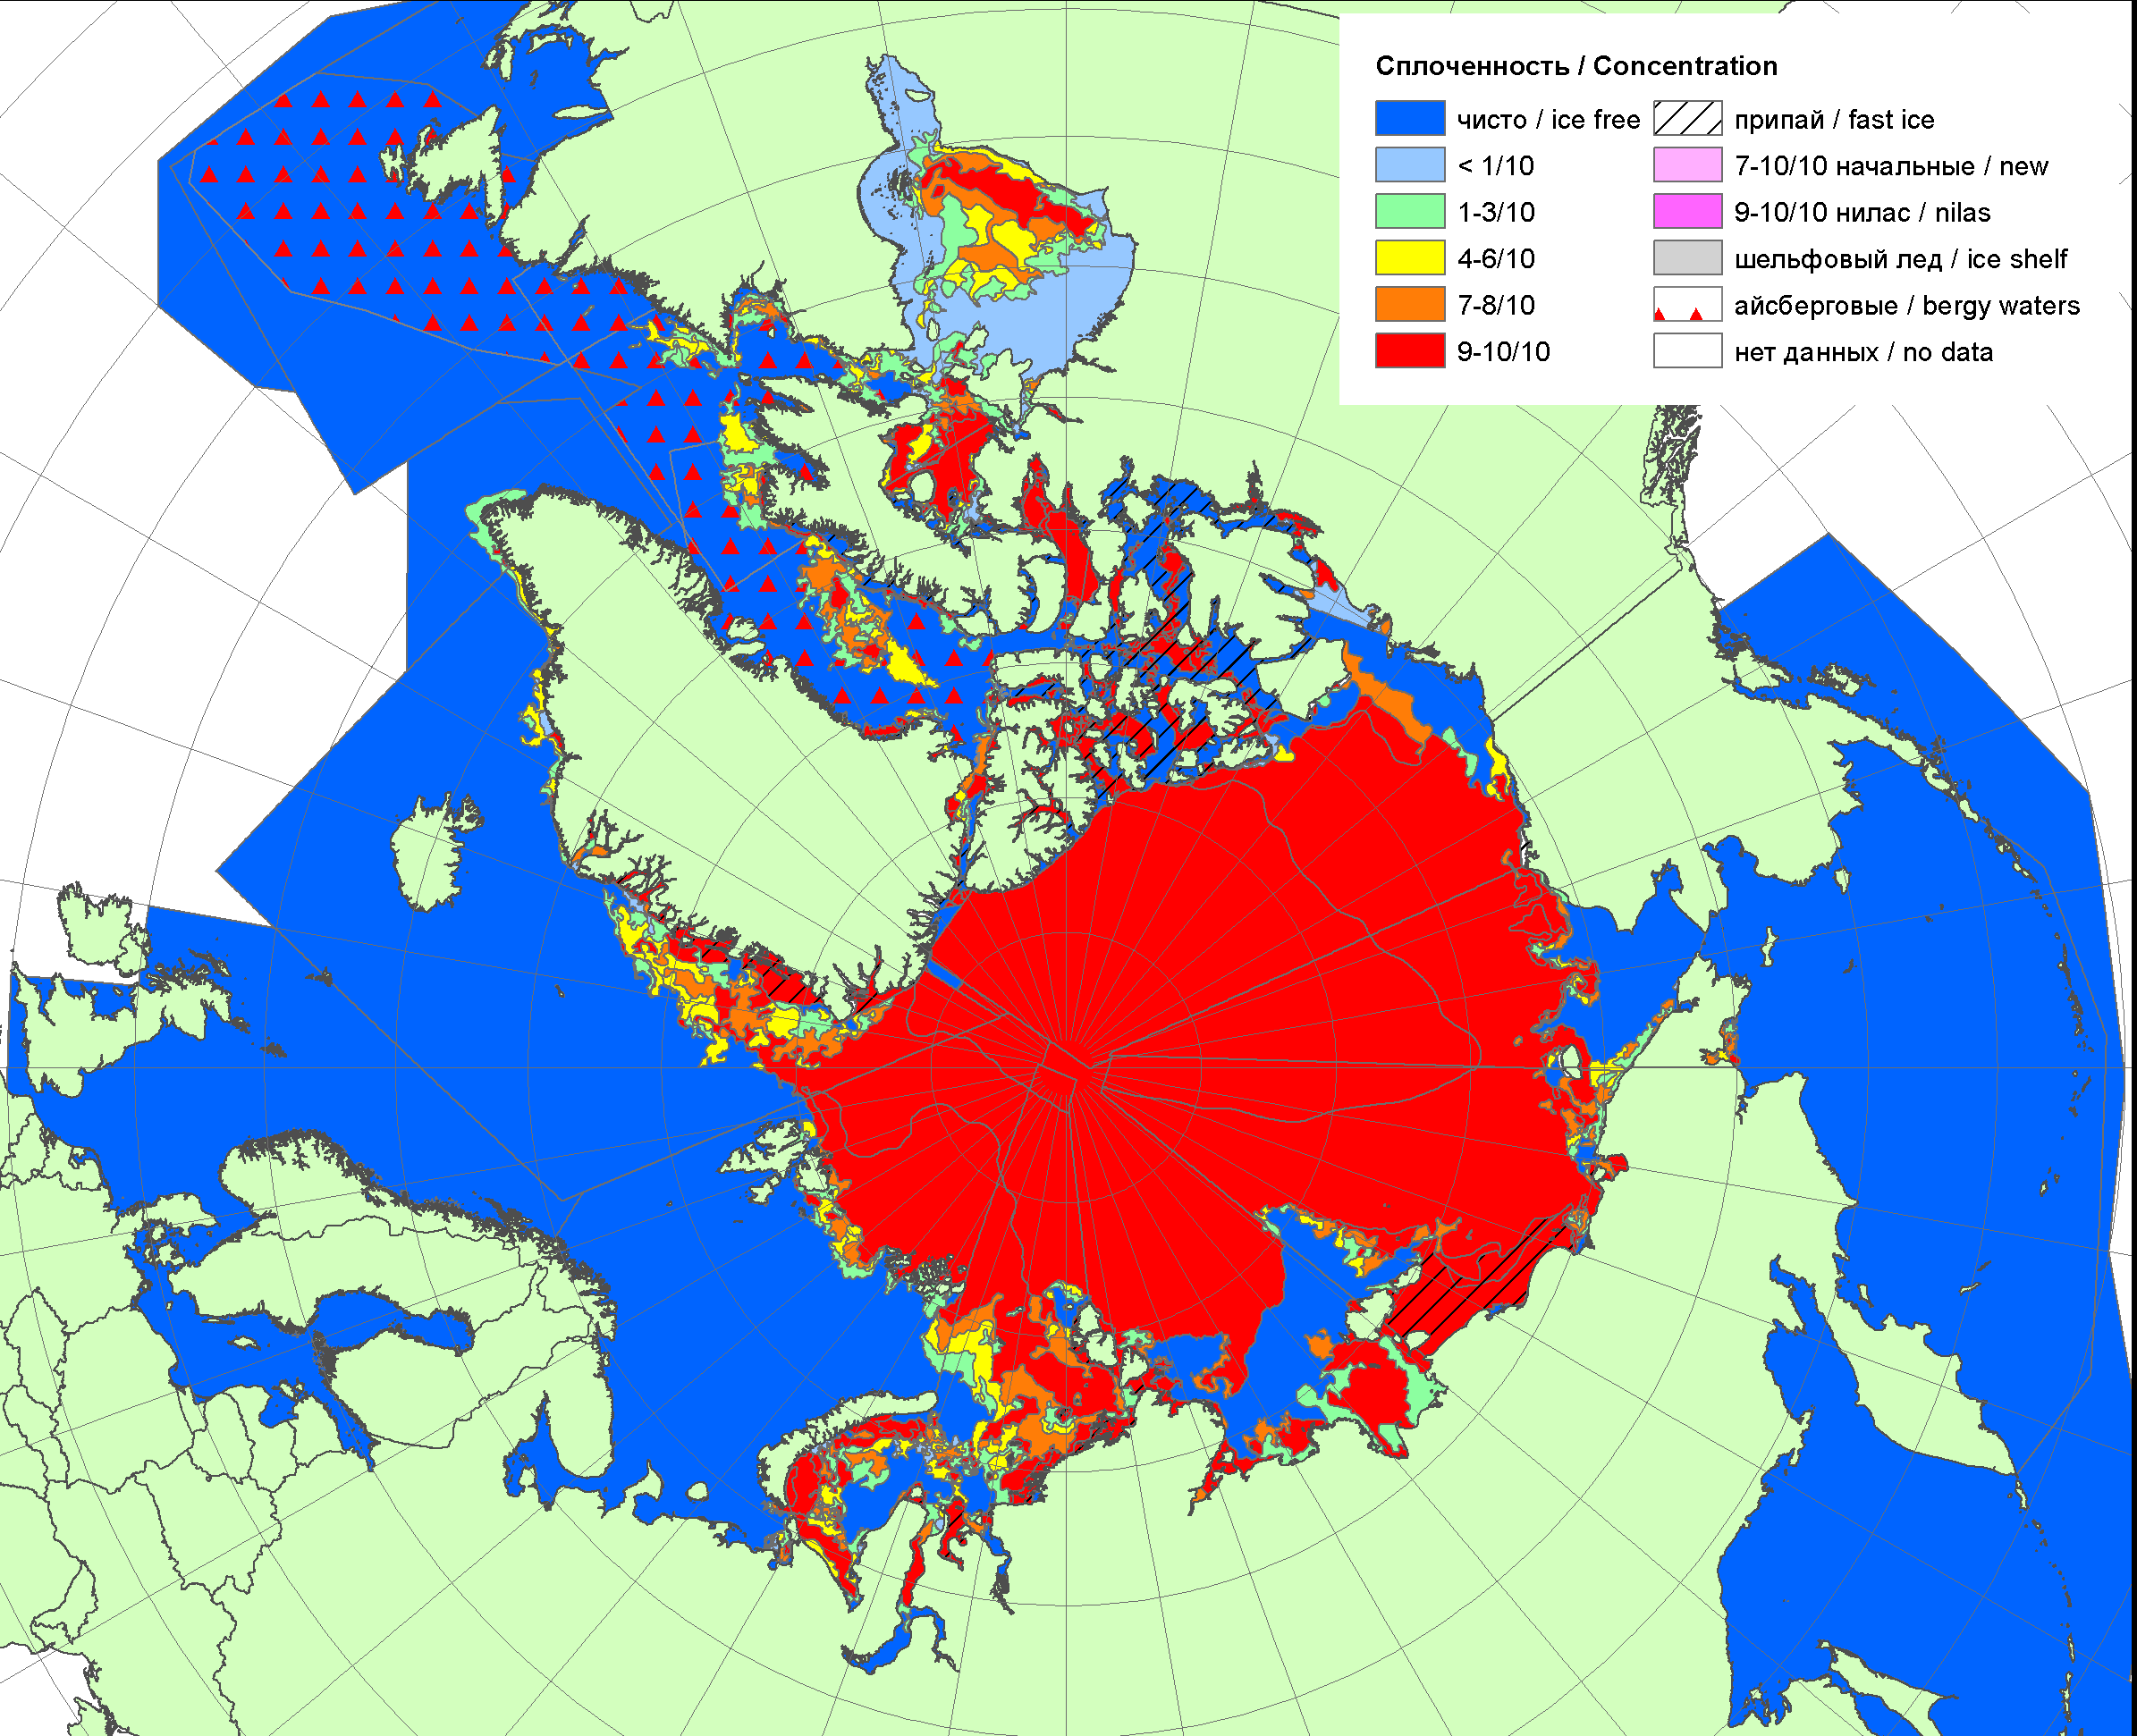 Сплоченность / Concentration
чисто / ice free
< 1/10
1-3/10
4-6/10
7-8/10
9-10/10
припай / fast ice
7-10/10 начальные / new
9-10/10 нилас / nilas
шельфовый лед / ice shelf
айсберговые / bergy waters
нет данных / no data